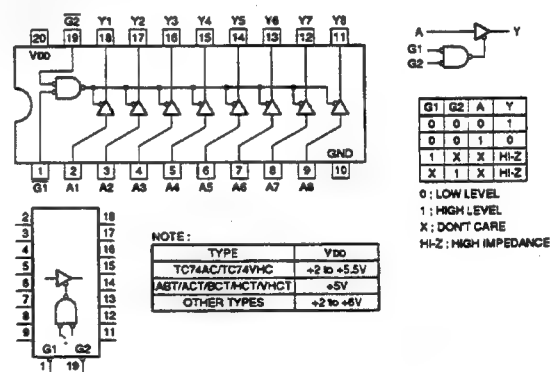 G2 Y1 Y2 Y3 Y4 Y5 Y6 Y7 Y8
20 19 18 17 16 15 14 13 12 11
VDD
GND
1 2 3 4 5 6 7 8 9 10
G1 A1 A2 A3 A4 A5 A6 A7 A8
A Y
G1
G2
G1 G2 A Y
0 0 0 1
0 0 1 0
1 X X HI-Z
X 1 X HI-Z
0 ; LOW LEVEL
1 ; HIGH LEVEL
X ; DON'T CARE
HI-Z ; HIGH IMPEDANCE
2 18
3 17
4 16
5 15
6 14
7 13
8 12
9 11
G1 G2
1 19
NOTE :
TYPE VDD
TC74AC/TC74VHC +2 to +5.5V
ABT/ACT/BCT/HCT/VHCT +5V
OTHER TYPES +2 to +6V